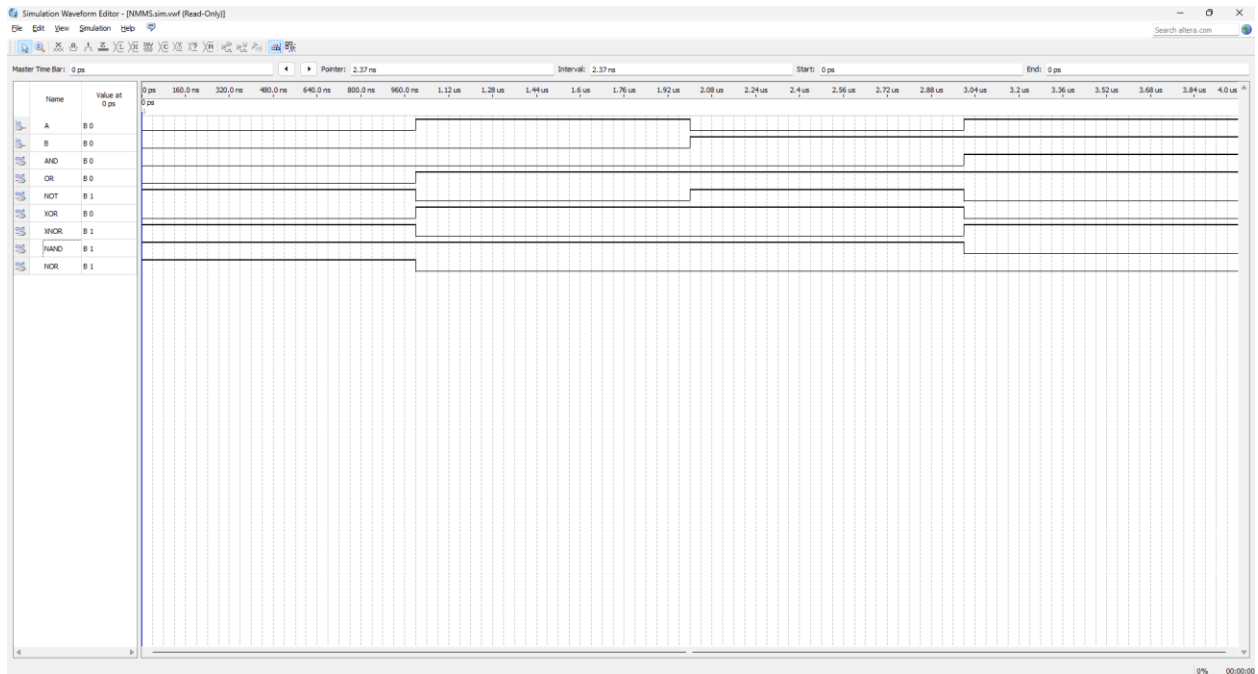 Simulation Waveform Editor - [NMMS.sim.vwf (Read-Only)]
File Edit View Simulation Help
Search altera.com
Master Time Bar: 0 ps
Pointer: 2.37 ns
Interval: 2.37 ns
Start: 0 ps
End: 0 ps
Name Value at 0 ps
0 ps 160.0 ns 320.0 ns 480.0 ns 640.0 ns 800.0 ns 960.0 ns 1.12 us 1.28 us 1.44 us 1.6 us 1.76 us 1.92 us 2.08 us 2.24 us 2.4 us 2.56 us 2.72 us 2.88 us 3.04 us 3.2 us 3.36 us 3.52 us 3.68 us 3.84 us 4.0 us
0 ps
A B 0
B B 0
AND B 0
OR B 0
NOT B 1
XOR B 0
XNOR B 1
NAND B 1
NOR B 1
0% 00:00:00